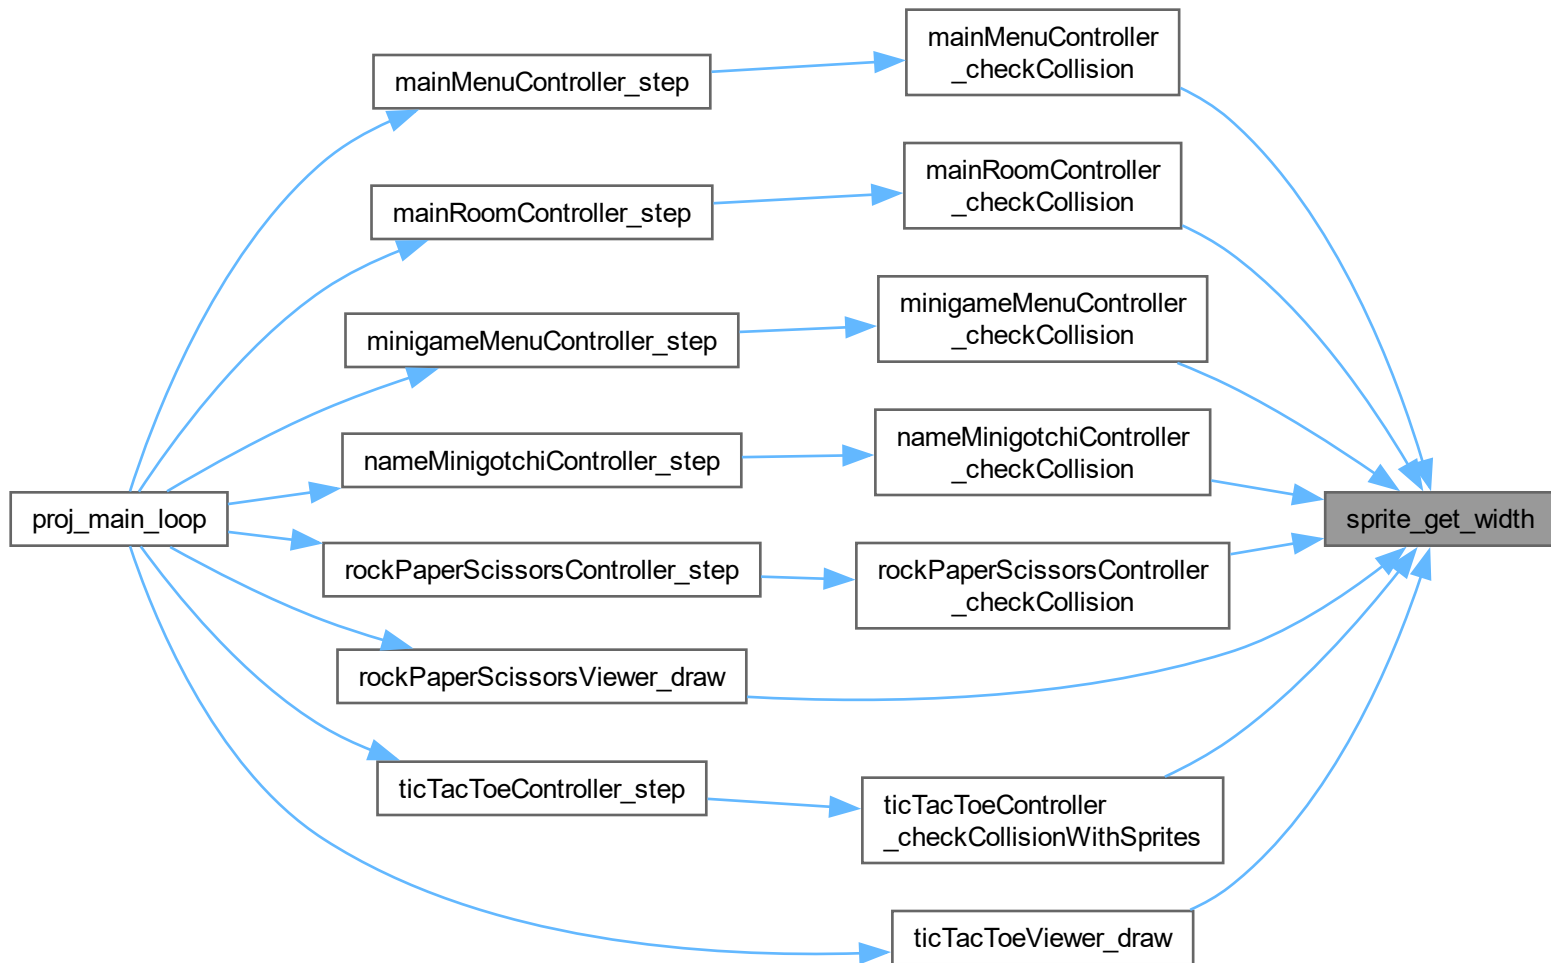 mainMenuController
_checkCollision
mainMenuController_step
mainRoomController
_checkCollision
mainRoomController_step
minigameMenuController
_checkCollision
minigameMenuController_step
nameMinigotchiController
_checkCollision
nameMinigotchiController_step
proj_main_loop
sprite_get_width
rockPaperScissorsController_step
rockPaperScissorsController
_checkCollision
rockPaperScissorsViewer_draw
ticTacToeController_step
ticTacToeController
_checkCollisionWithSprites
ticTacToeViewer_draw